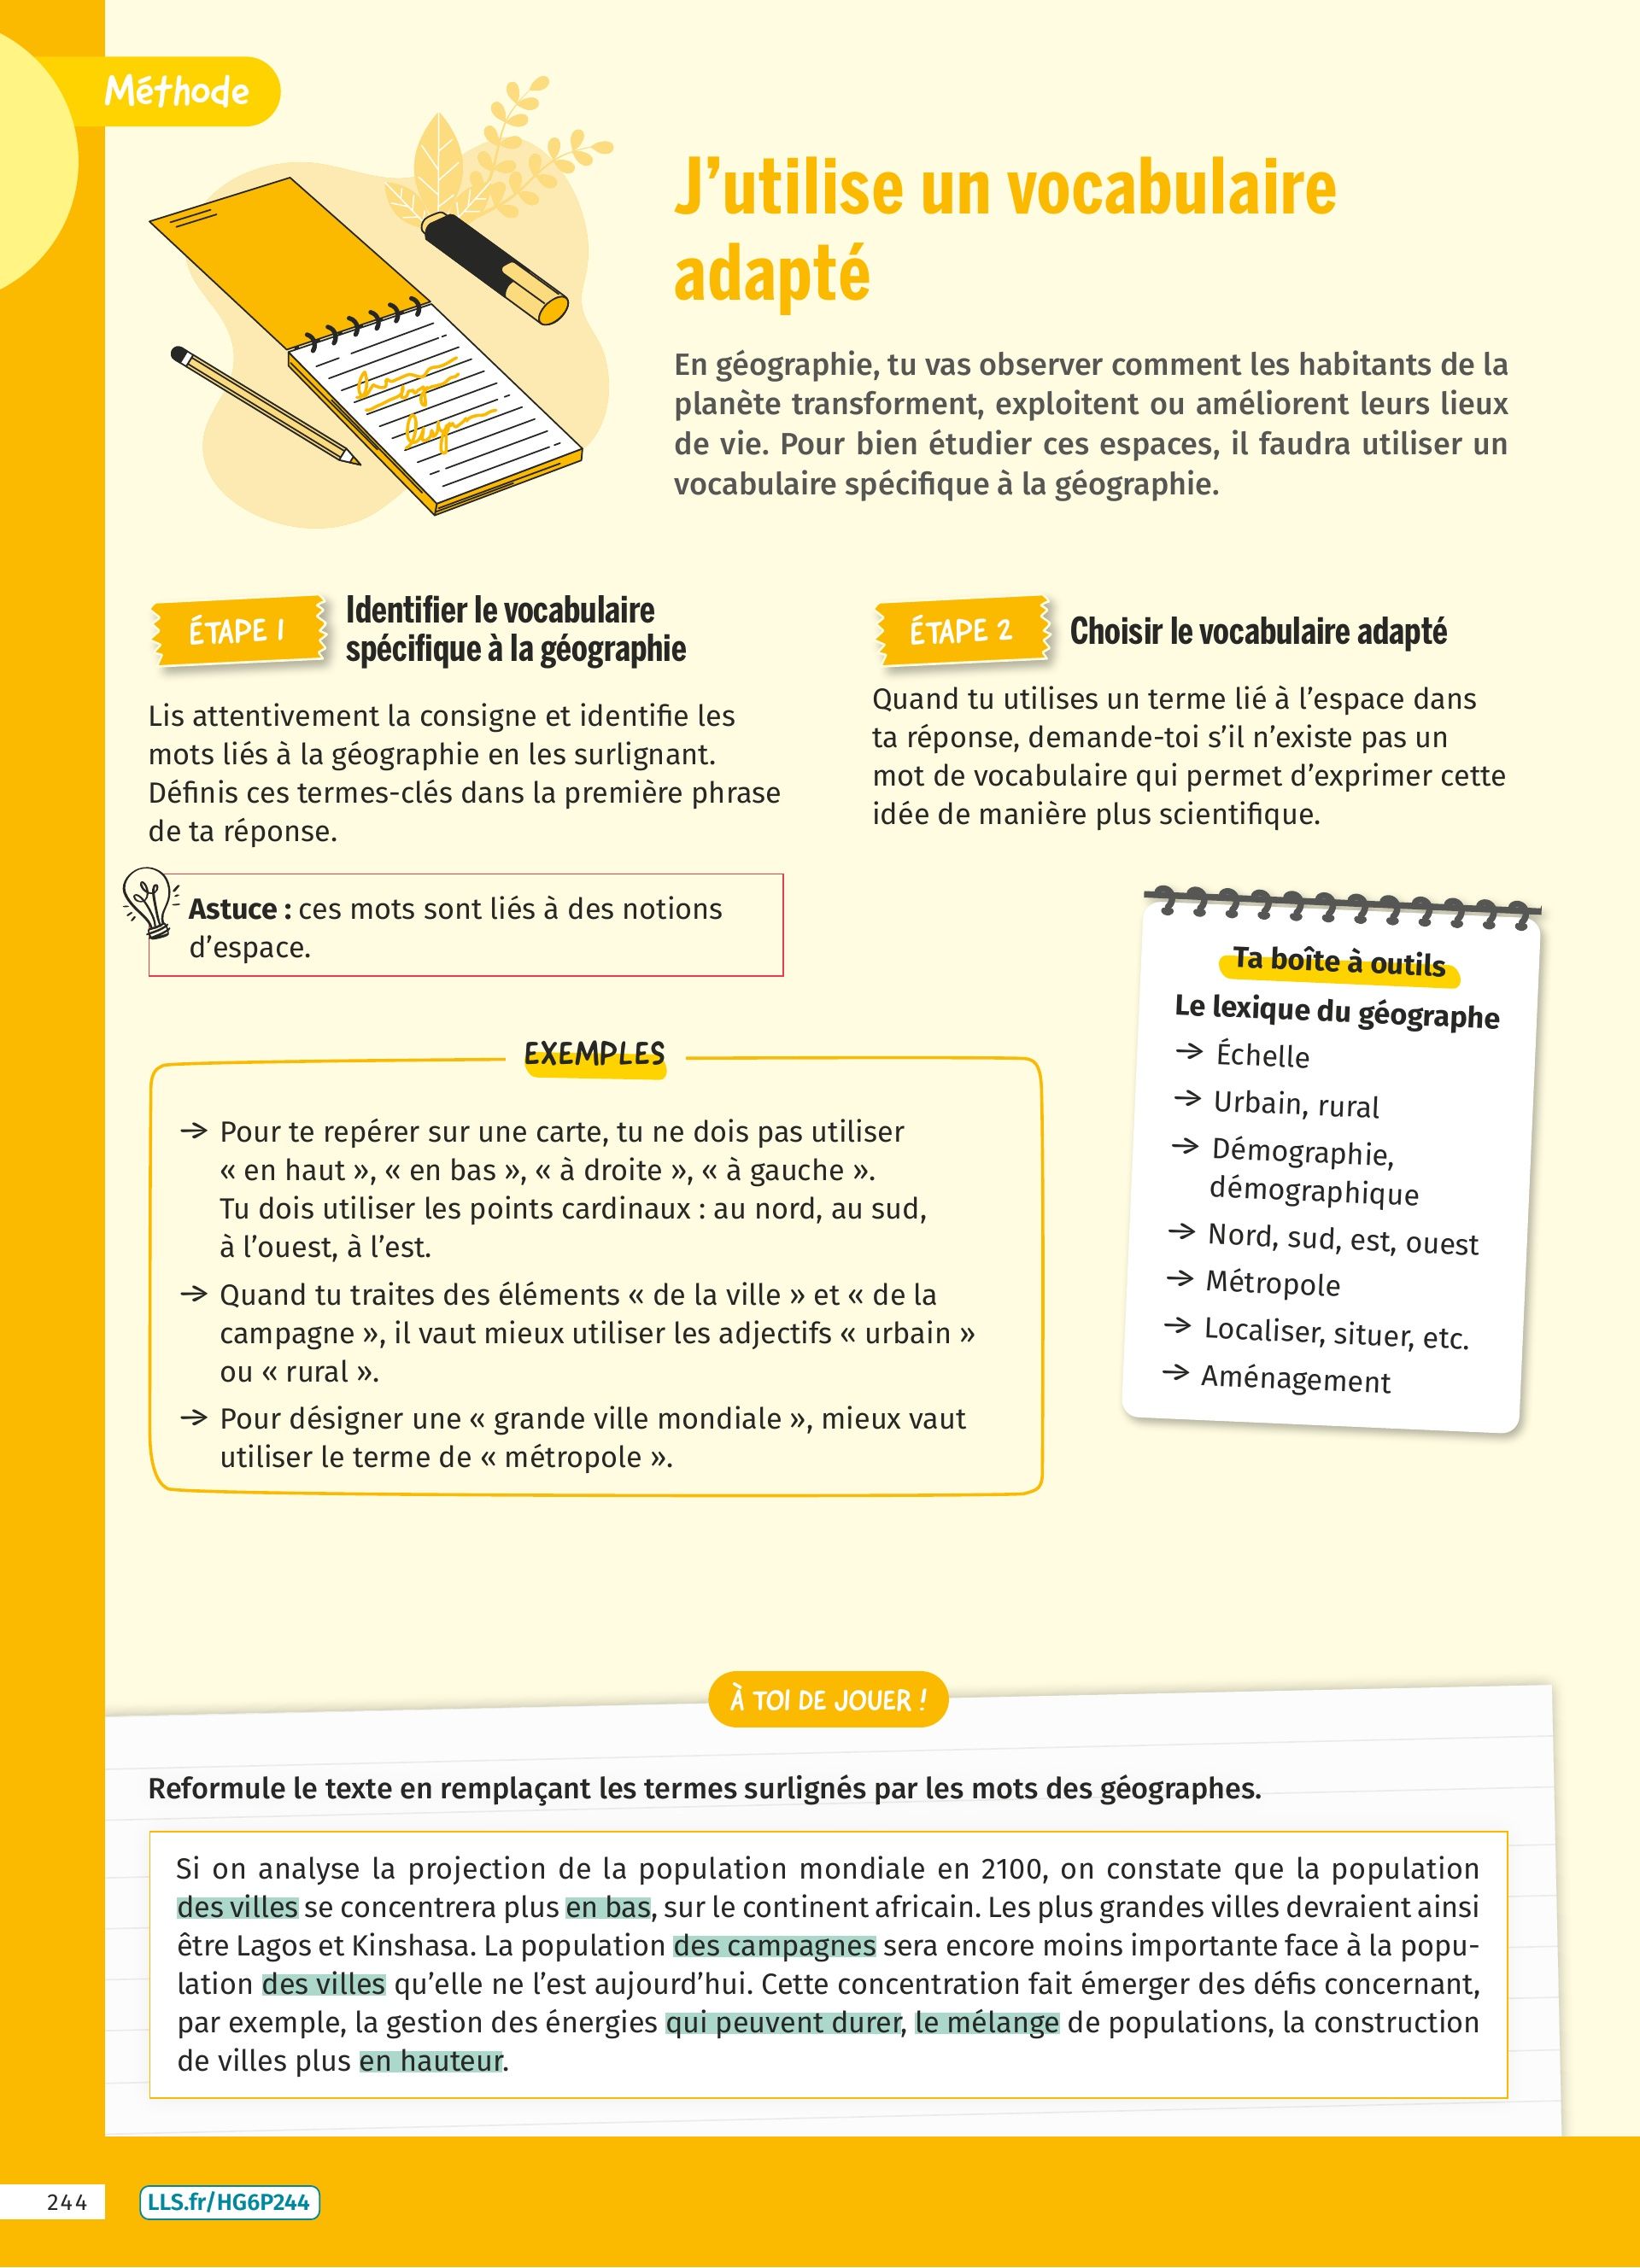 Méthode
J’utilise un vocabulaire
adapté
En géographie, tu vas observer comment les habitants de la
planète transforment, exploitent ou améliorent leurs lieux
de vie. Pour bien étudier ces espaces, il faudra utiliser un
vocabulaire spécifique à la géographie.
ÉTAPE 1
Identifier le vocabulaire
spécifique à la géographie
Lis attentivement la consigne et identifie les
mots liés à la géographie en les surlignant.
Définis ces termes-clés dans la première phrase
de ta réponse.
Astuce : ces mots sont liés à des notions
d’espace.
ÉTAPE 2
Choisir le vocabulaire adapté
Quand tu utilises un terme lié à l’espace dans
ta réponse, demande-toi s’il n’existe pas un
mot de vocabulaire qui permet d’exprimer cette
idée de manière plus scientifique.
EXEMPLES
→ Pour te repérer sur une carte, tu ne dois pas utiliser
« en haut », « en bas », « à droite », « à gauche ».
Tu dois utiliser les points cardinaux : au nord, au sud,
à l’ouest, à l’est.
→ Quand tu traites des éléments « de la ville » et « de la
campagne », il vaut mieux utiliser les adjectifs « urbain »
ou « rural ».
→ Pour désigner une « grande ville mondiale », mieux vaut
utiliser le terme de « métropole ».
Ta boîte à outils
Le lexique du géographe
→ Échelle
→ Urbain, rural
→ Démographie,
démographique
→ Nord, sud, est, ouest
→ Métropole
→ Localiser, situer, etc.
→ Aménagement
À TOI DE JOUER !
Reformule le texte en remplaçant les termes surlignés par les mots des géographes.
Si on analyse la projection de la population mondiale en 2100, on constate que la population
des villes se concentrera plus en bas, sur le continent africain. Les plus grandes villes devraient ainsi
être Lagos et Kinshasa. La population des campagnes sera encore moins importante face à la popu-
lation des villes qu’elle ne l’est aujourd’hui. Cette concentration fait émerger des défis concernant,
par exemple, la gestion des énergies qui peuvent durer, le mélange de populations, la construction
de villes plus en hauteur.
244
LLS.fr/HG6P244